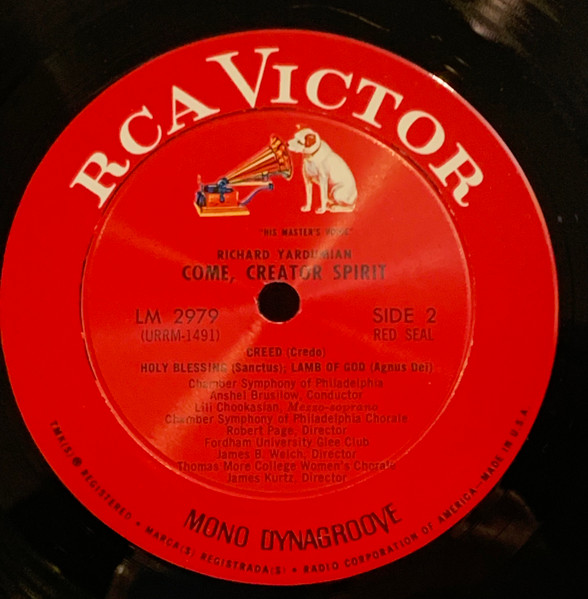 RCA VICTOR
"HIS MASTER'S VOICE"
RICHARD YARDUMIAN
COME, CREATOR SPIRIT
LM 2979
(URRM-1491)
SIDE 2
RED SEAL
CREED (Credo)
HOLY BLESSING (Sanctus); LAMB OF GOD (Agnus Dei)
Chamber Symphony of Philadelphia
Anshel Brusilow, Conductor
Lili Chookasian, Mezzo-soprano
Chamber Symphony of Philadelphia Chorale
Robert Page, Director
Fordham University Glee Club
James B. Welch, Director
Thomas More College Women's Chorale
James Kurtz, Director
MONO DYNAGROOVE
TMK(S) ® REGISTERED • MARCA(S) REGISTRADA(S) • RADIO CORPORATION OF AMERICA-MADE IN U.S.A